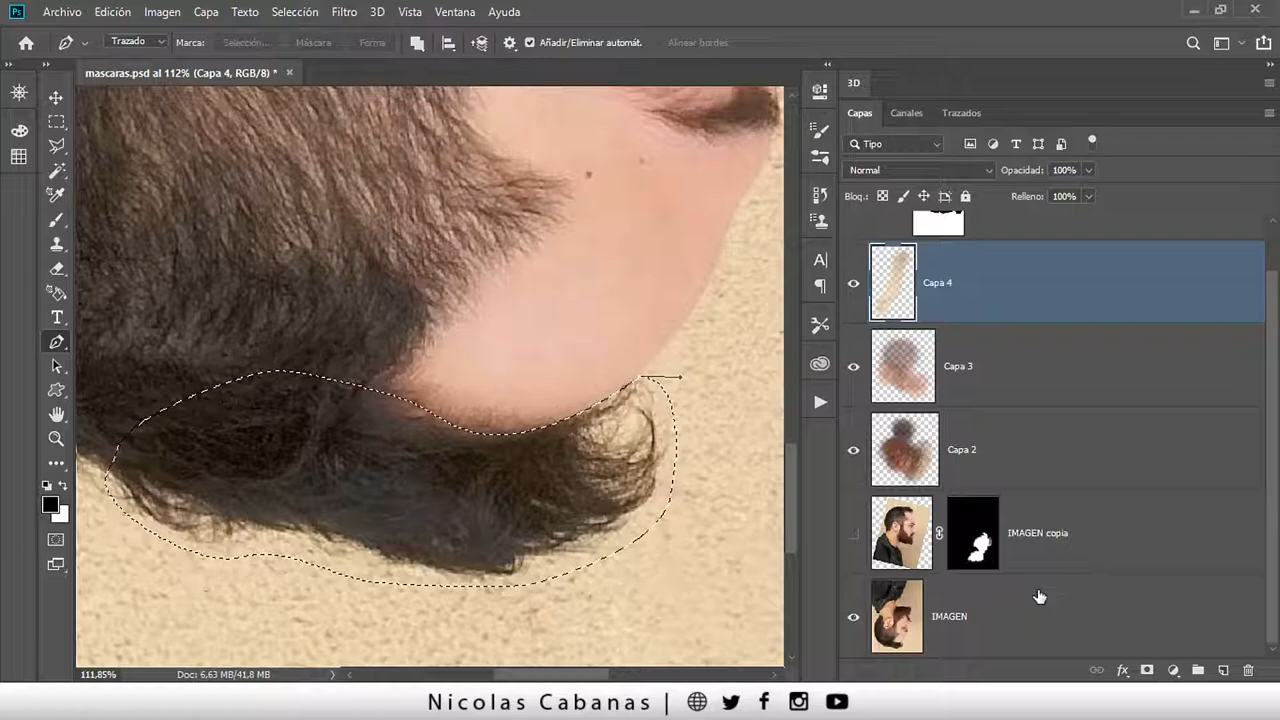 Ps Archivo Edición Imagen Capa Texto Selección Filtro 3D Vista Ventana Ayuda
Trazado Marca: Selección... Máscara Forma Añadir/Eliminar automát. Alinear bordes
mascaras.psd al 112% (Capa 4, RGB/8) *
3D
Capas Canales Trazados
Tipo
Normal Opacidad: 100%
Bloq.: Relleno: 100%
Capa 4
Capa 3
Capa 2
IMAGEN copia
IMAGEN
111,85% Doc: 6,63 MB/41,8 MB
Nicolas Cabanas |